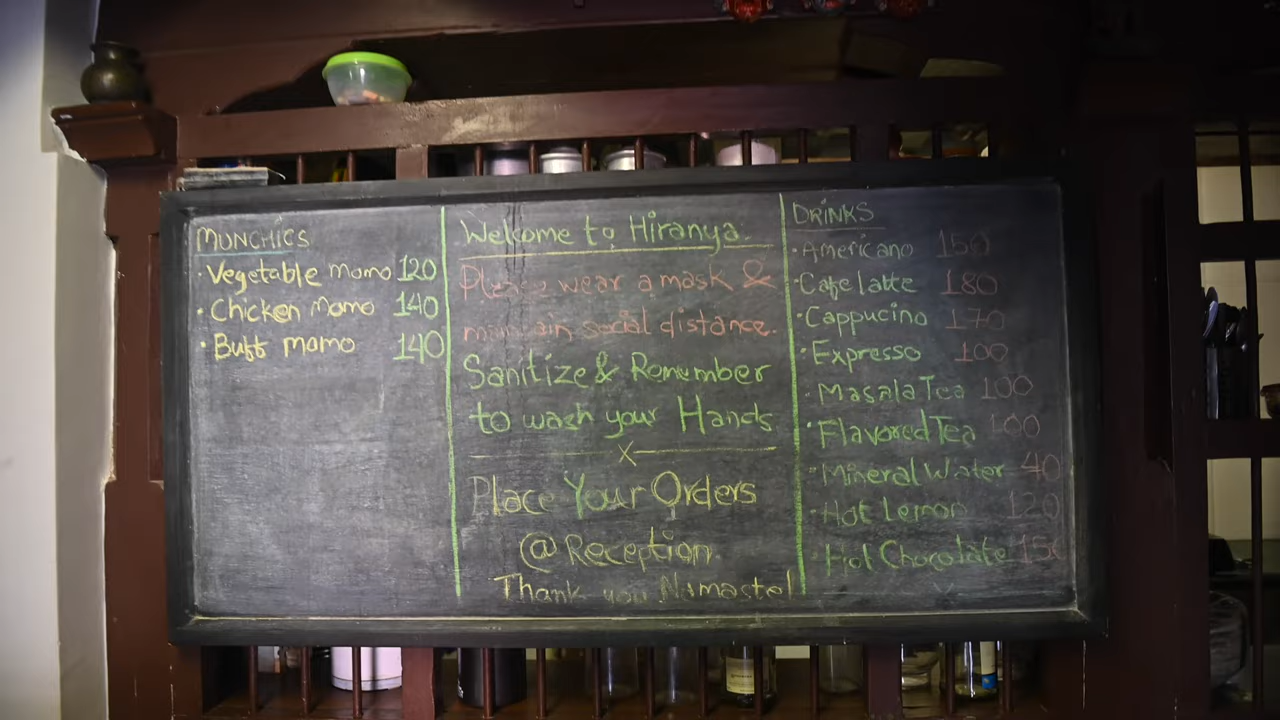 MUNCHIES
· Vegetable momo 120
· Chicken Momo 140
· Buff momo 140
Welcome to Hiranya.
Please wear a mask &
maintain social distance.
Sanitize & Remember
to wash your Hands
X
Place Your Orders
@ Reception
Thank you Namaste!
DRINKS
· Americano 150
· Cafe latte 180
· Cappucino 170
· Expresso 100
· Masala Tea 100
· Flavored Tea 100
· Mineral Water 40
· Hot Lemon 120
· Hot Chocolate 150